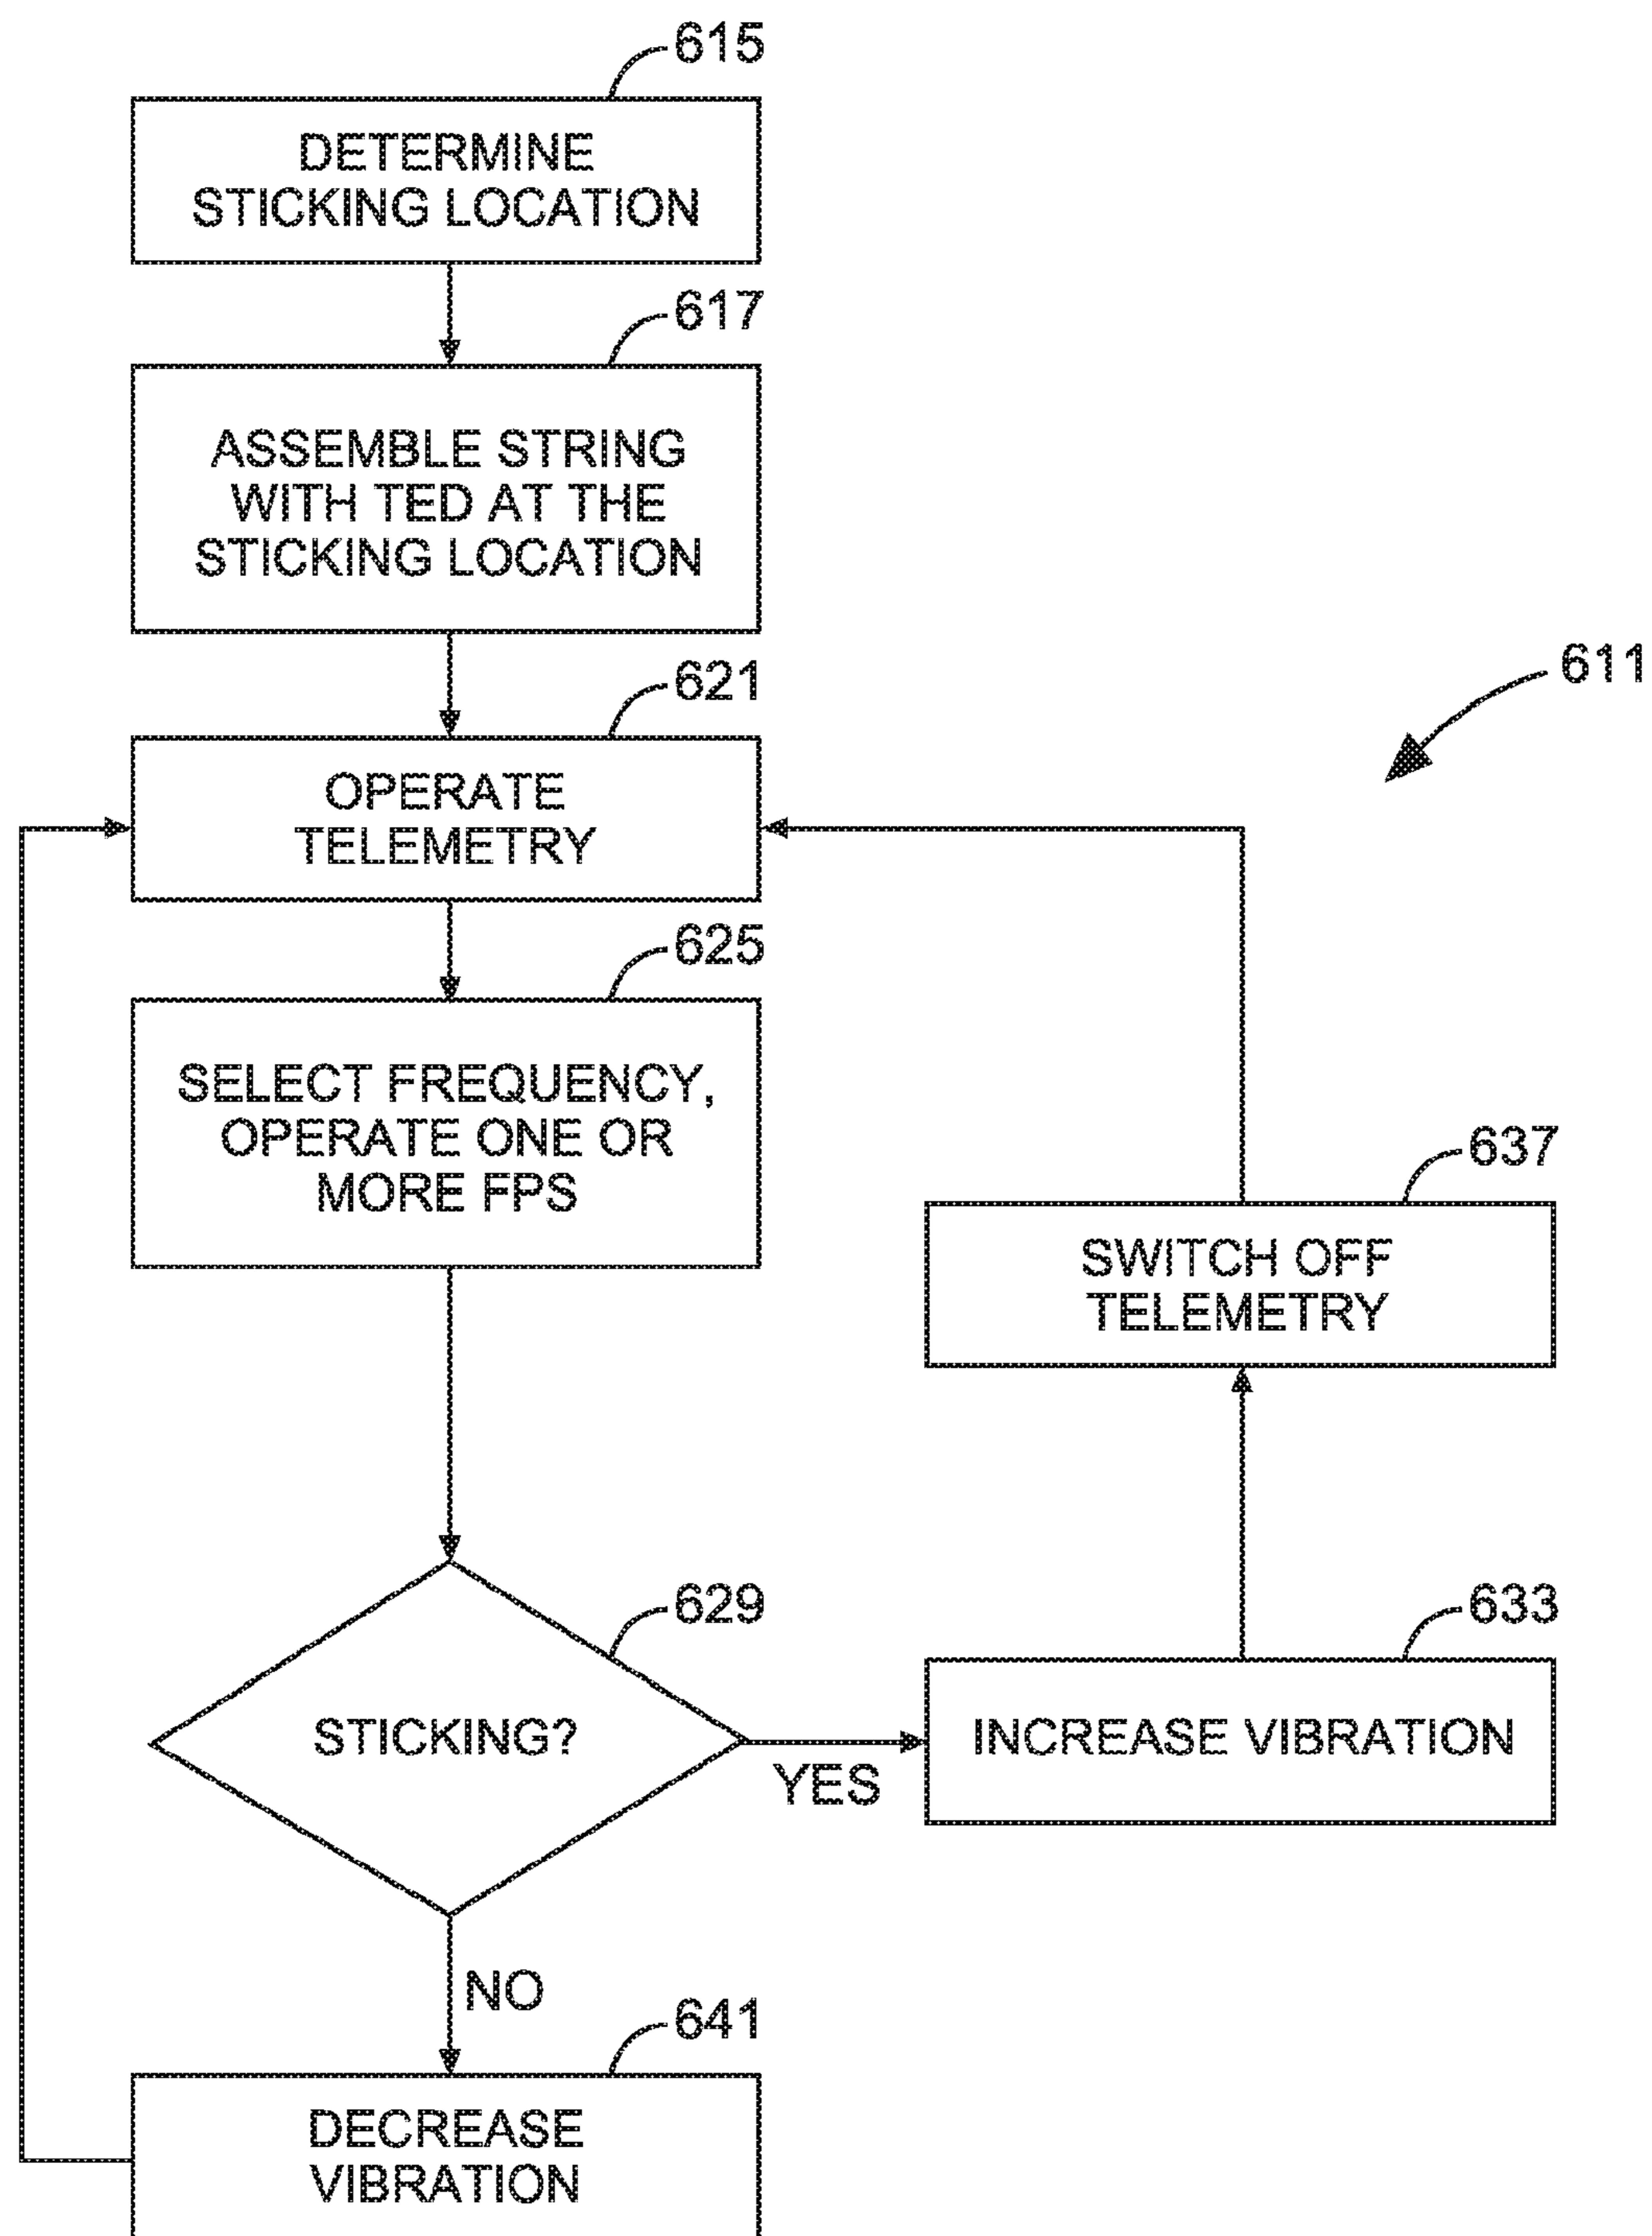 615
DETERMINE
STICKING LOCATION
617
ASSEMBLE STRING
WITH TED AT THE
STICKING LOCATION
611
621
OPERATE
TELEMETRY
625
SELECT FREQUENCY,
OPERATE ONE OR
MORE FPS
637
SWITCH OFF
TELEMETRY
629
STICKING?
YES
633
INCREASE VIBRATION
NO
641
DECREASE
VIBRATION